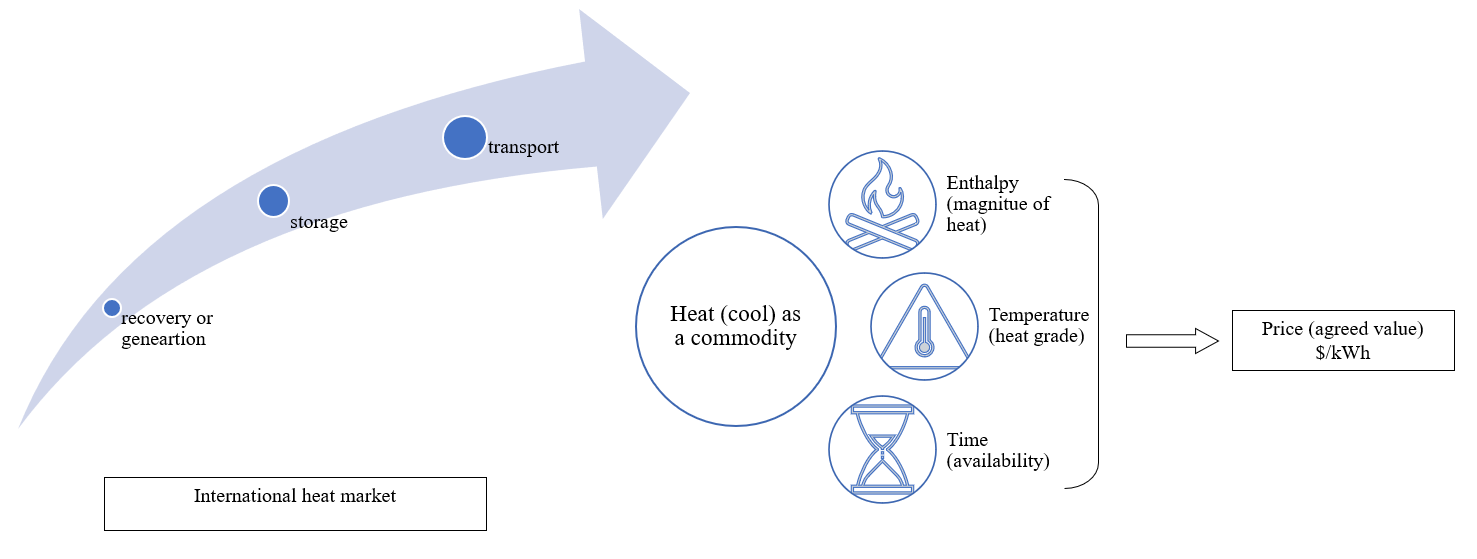 transport
storage
recovery or
geneartion
International heat market
Heat (cool) as
a commodity
Enthalpy
(magnitue of
heat)
Temperature
(heat grade)
Time
(availability)
Price (agreed value)
$/kWh